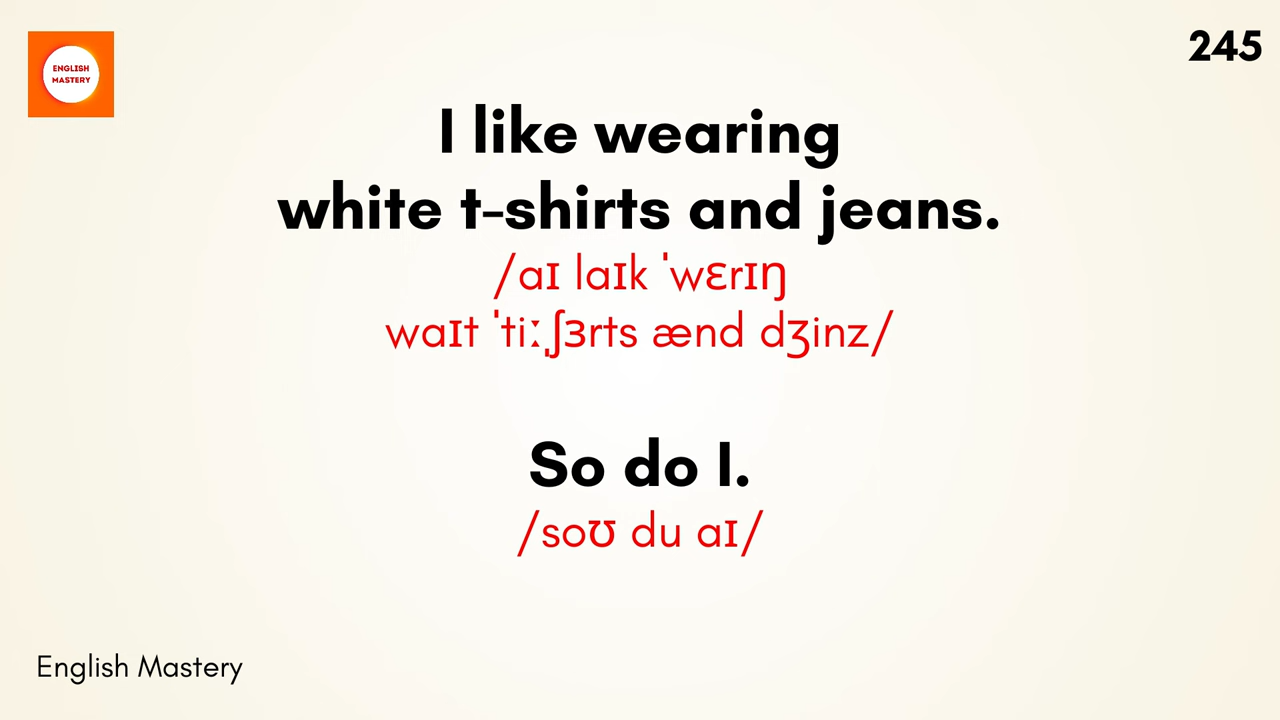 ENGLISH
MASTERY
245
I like wearing
white t-shirts and jeans.
/aɪ laɪk ˈwɛrɪŋ
waɪt ˈtiːˌʃɜrts ænd dʒinz/
So do I.
/soʊ du aɪ/
English Mastery